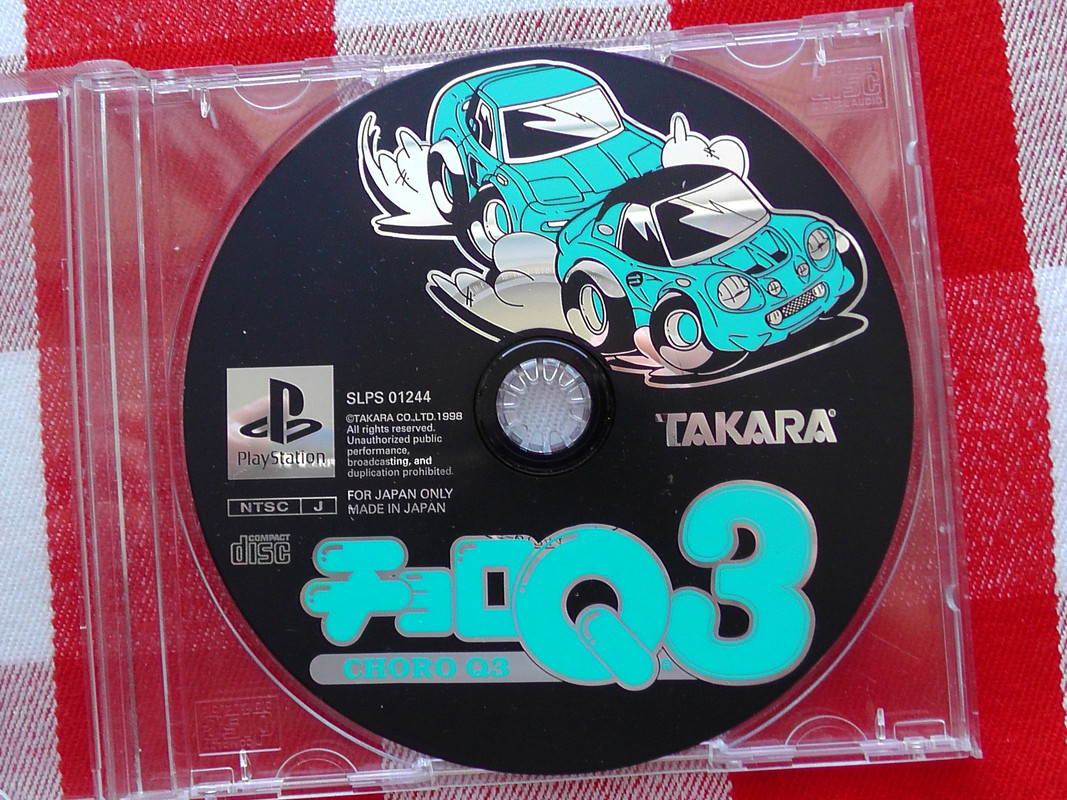 DISC
PlayStation
SLPS 01244
©TAKARA CO.LTD.1998
All rights reserved.
Unauthorized public
performance,
broadcasting, and
duplication prohibited.
TAKARA®
NTSC J
FOR JAPAN ONLY
MADE IN JAPAN
COMPACT
disc
チョロQ3
CHORO Q3